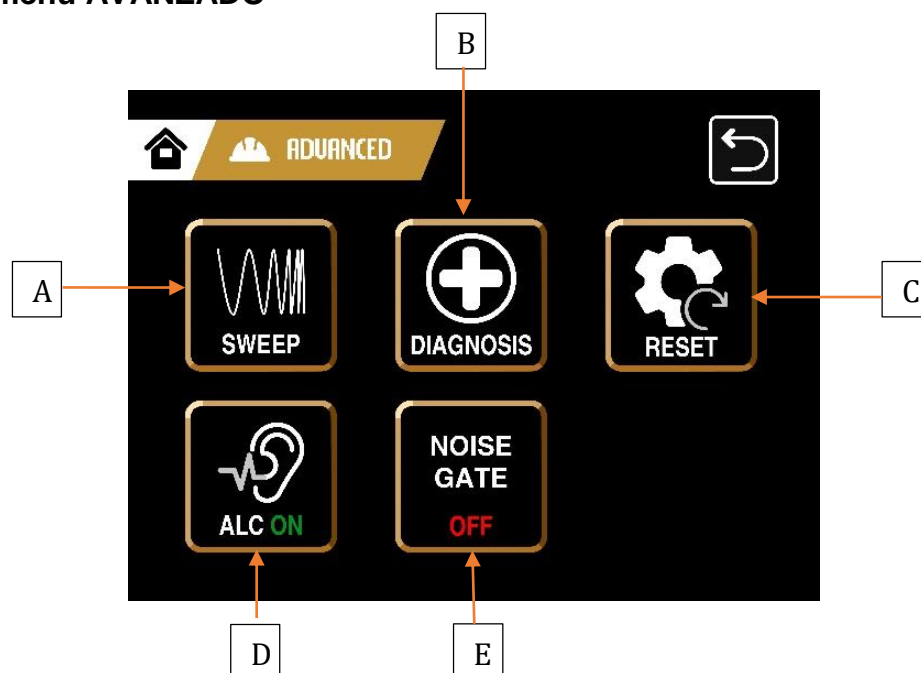 menú AVANZADO
B
ADVANCED
A
C
SWEEP
DIAGNOSIS
RESET
NOISE
GATE
ALC ON
OFF
D
E